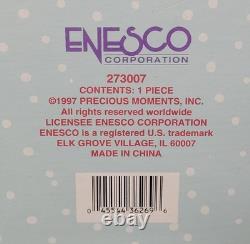 ENESCO
CORPORATION
273007
CONTENTS: 1 PIECE
©1997 PRECIOUS MOMENTS, INC.
All rights reserved worldwide
LICENSEE ENESCO CORPORATION
ENESCO is a registered U.S. trademark
ELK GROVE VILLAGE, IL 60007
MADE IN CHINA
0 45544 36269 6